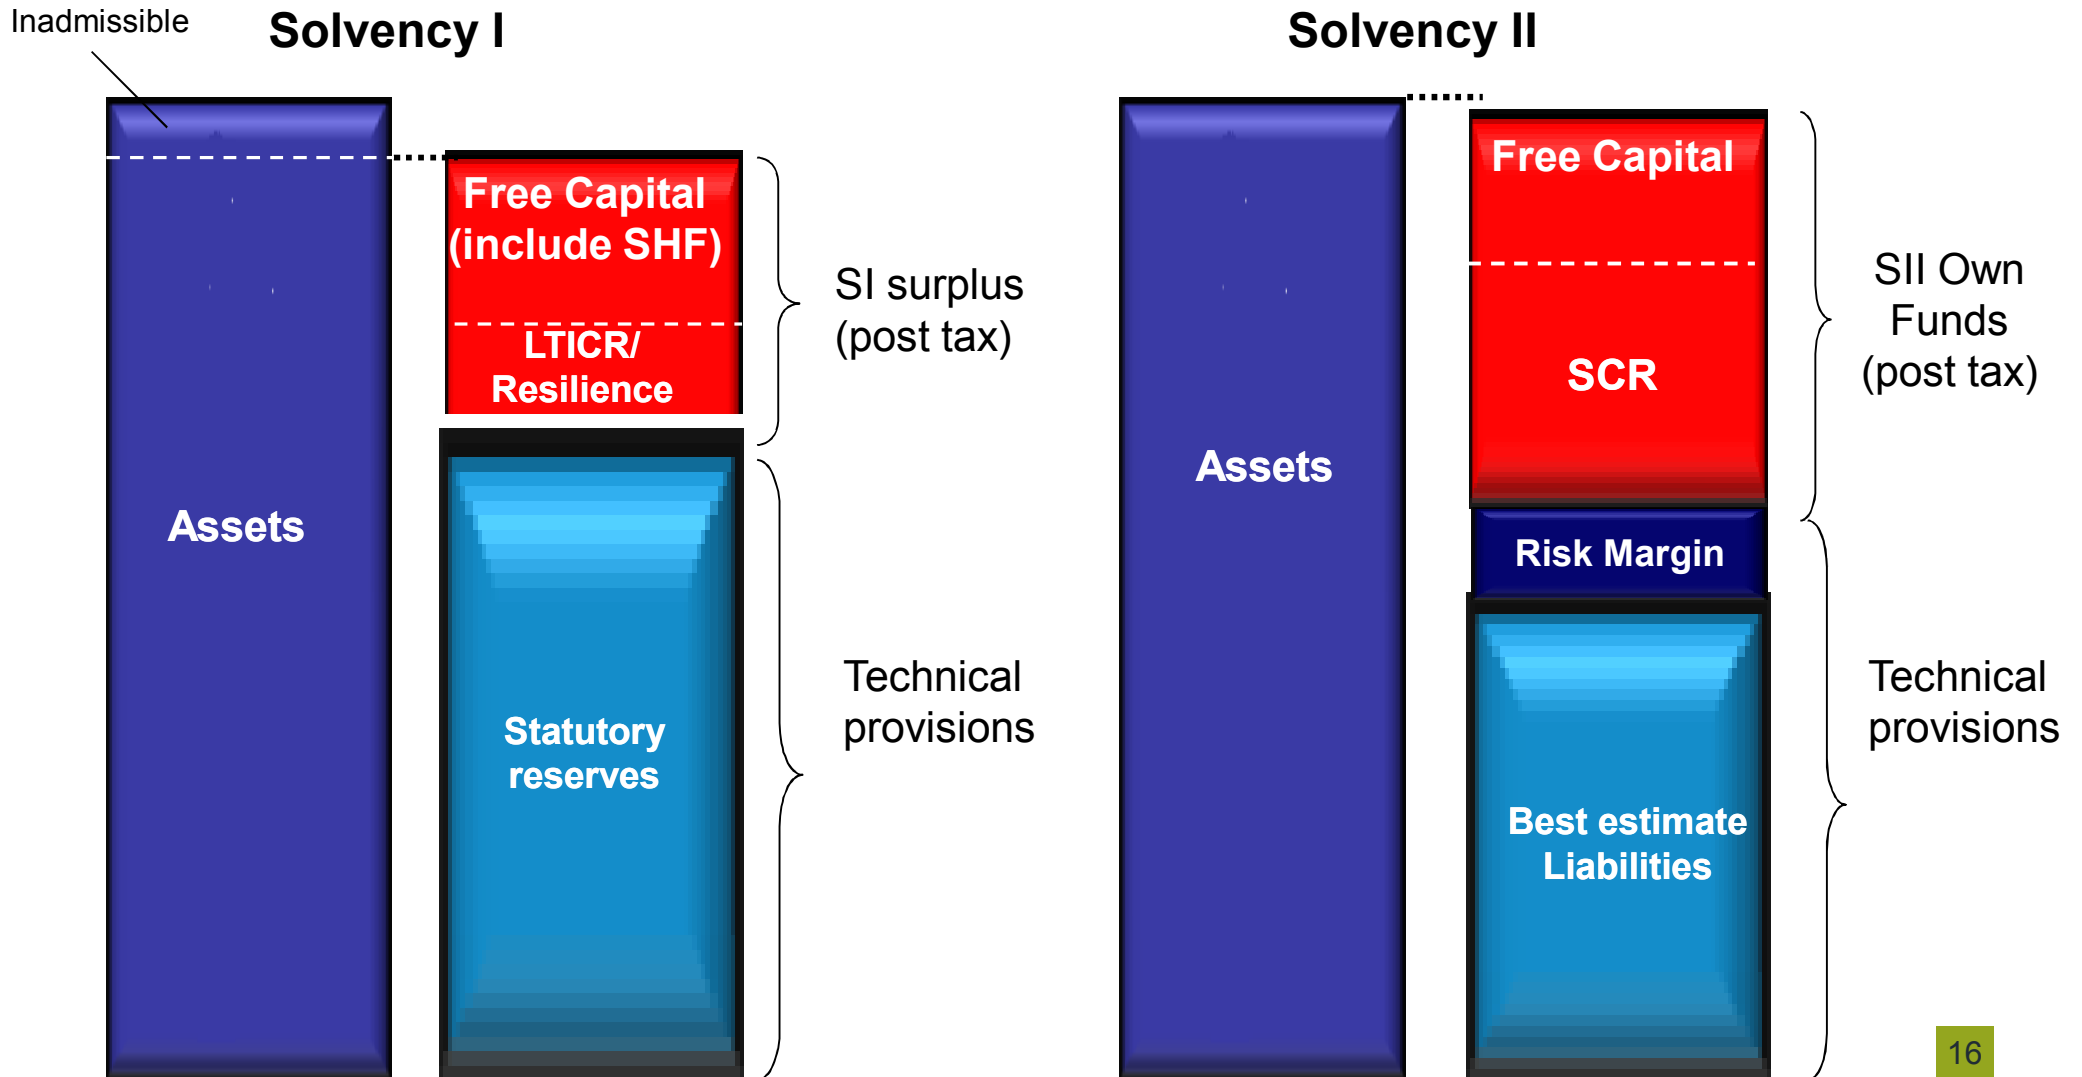 Inadmissible
Solvency I
Assets
Free Capital
(include SHF)
LTICR/
Resilience
Statutory
reserves
SI surplus
(post tax)
Technical
provisions
Solvency II
Assets
Free Capital
SCR
Risk Margin
Best estimate
Liabilities
SII Own
Funds
(post tax)
Technical
provisions
16